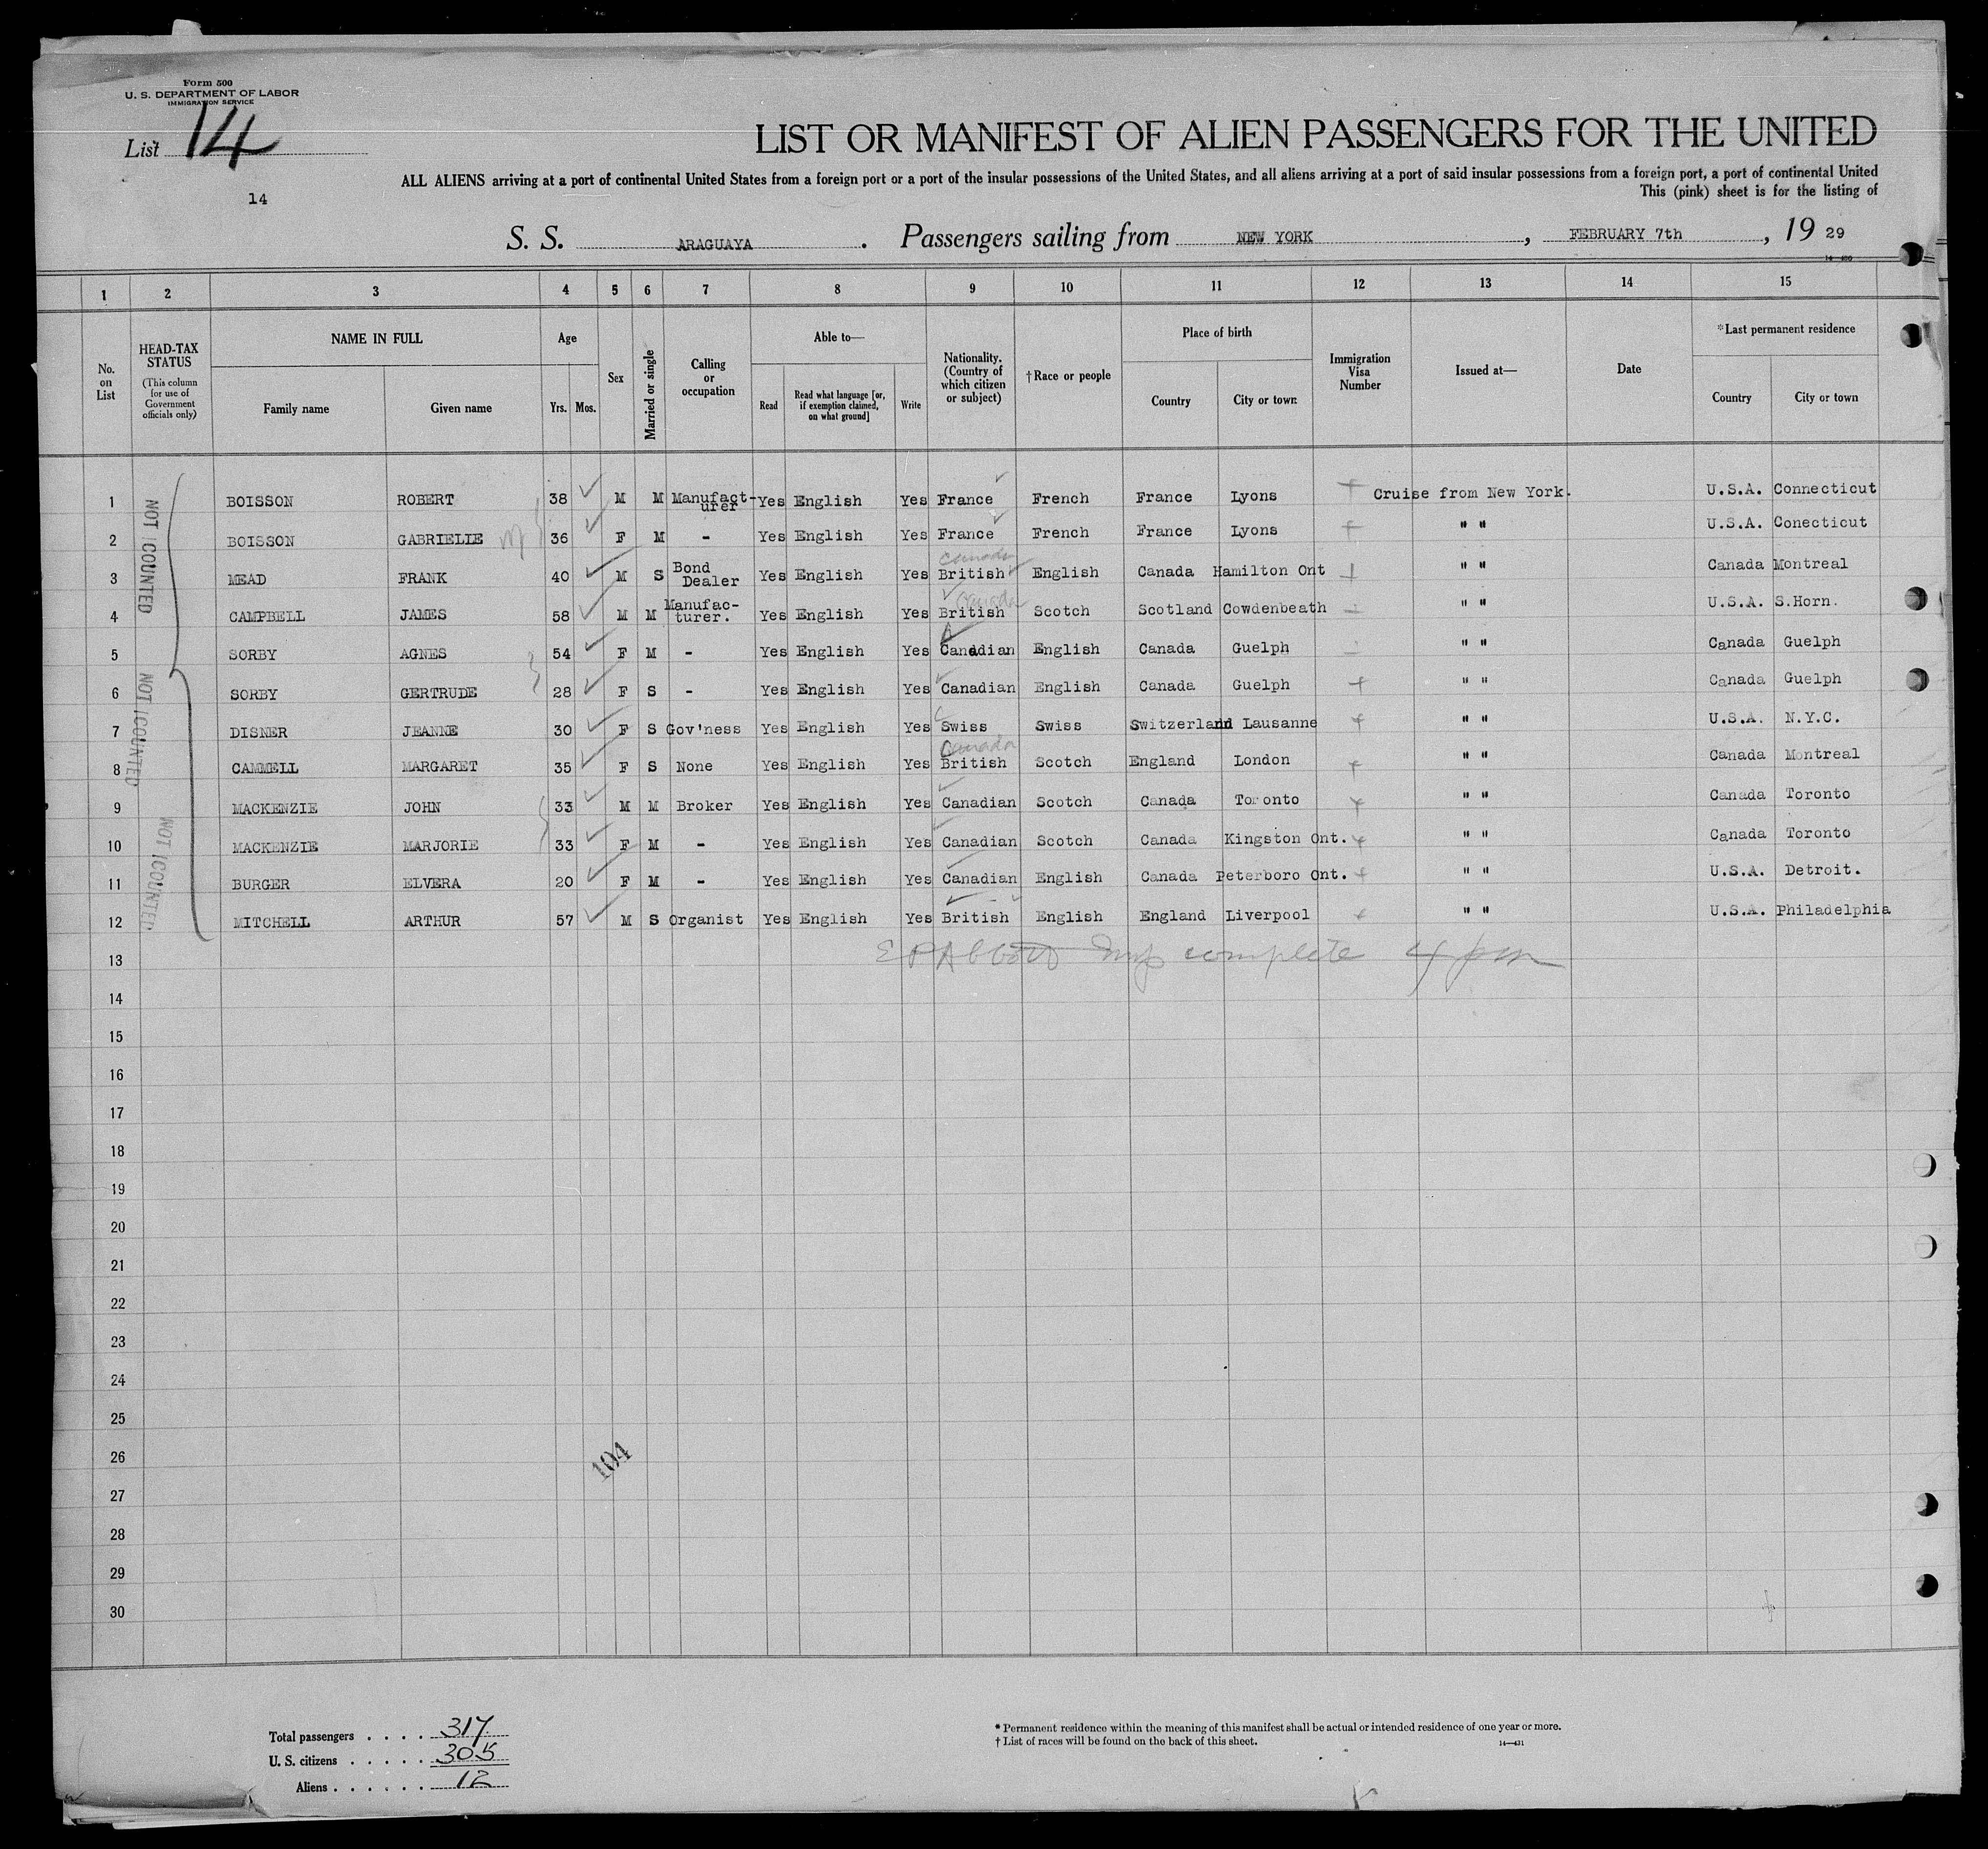 Form 500
U. S. DEPARTMENT OF LABOR
IMMIGRATION SERVICE
List 14
14
LIST OR MANIFEST OF ALIEN PASSENGERS FOR THE UNITED
ALL ALIENS arriving at a port of continental United States from a foreign port or a port of the insular possessions of the United States, and all aliens arriving at a port of said insular possessions from a foreign port, a port of continental United
This (pink) sheet is for the listing of
S. S. ARAGUAYA. Passengers sailing from NEW YORK, FEBRUARY 7th, 19 29
1 2 3 4 5 6 7 8 9 10 11 12 13 14 15
No. on List
HEAD-TAX STATUS
(This column for use of Government officials only)
NAME IN FULL
Family name Given name
Age
Yrs. Mos.
Sex
Married or single
Calling or occupation
Able to—
Read
Read what language [or, if exemption claimed, on what ground]
Write
Nationality. (Country of which citizen or subject)
†Race or people
Place of birth
Country City or town
Immigration Visa Number
Issued at—
Date
*Last permanent residence
Country City or town
NOT COUNTED
NOT COUNTED
NOT COUNTED
1 BOISSON ROBERT 38 M M Manufact-urer Yes English Yes France French France Lyons Cruise from New York. U.S.A. Connecticut
2 BOISSON GABRIELLE 36 F M - Yes English Yes France French France Lyons " " U.S.A. Conecticut
Canada
3 MEAD FRANK 40 M S Bond Dealer Yes English Yes British English Canada Hamilton Ont " " Canada Montreal
Canada
4 CAMPBELL JAMES 58 M M Manufac-turer. Yes English Yes British Scotch Scotland Cowdenbeath " " U.S.A. S.Horn.
5 SORBY AGNES 54 F M - Yes English Yes Canadian English Canada Guelph " " Canada Guelph
6 SORBY GERTRUDE 28 F S - Yes English Yes Canadian English Canada Guelph " " Canada Guelph
7 DISNER JEANNE 30 F S Gov'ness Yes English Yes Swiss Swiss Switzerland Lausanne " " U.S.A. N.Y.C.
Canada
8 CAMMELL MARGARET 35 F S None Yes English Yes British Scotch England London " " Canada Montreal
9 MACKENZIE JOHN 33 M M Broker Yes English Yes Canadian Scotch Canada Toronto " " Canada Toronto
10 MACKENZIE MARJORIE 33 F M - Yes English Yes Canadian Scotch Canada Kingston Ont. " " Canada Toronto
11 BURGER ELVERA 20 F M - Yes English Yes Canadian English Canada Peterboro Ont. " " U.S.A. Detroit.
12 MITCHELL ARTHUR 57 M S Organist Yes English Yes British English England Liverpool " " U.S.A. Philadelphia
13 complete 4 pm
14
15
16
17
18
19
20
21
22
23
24
25
26
104
27
28
29
30
Total passengers . . . . 317
U. S. citizens . . . . . 305
Aliens . . . . . . 12
* Permanent residence within the meaning of this manifest shall be actual or intended residence of one year or more.
† List of races will be found on the back of this sheet. 14—431